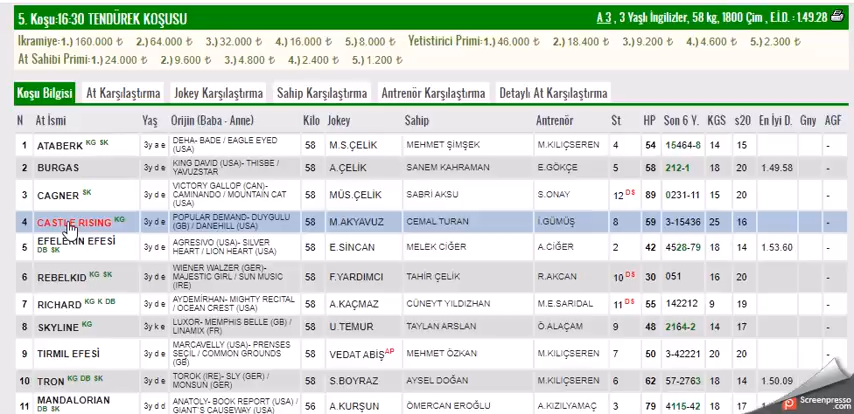 5. Koşu:16:30 TENDÜREK KOŞUSU A 3 , 3 Yaşlı İngilizler, 58 kg, 1800 Çim , E.İ.D. : 1.49.28
İkramiye:1.) 160.000 ₺ 2.) 64.000 ₺ 3.) 32.000 ₺ 4.) 16.000 ₺ 5.) 8.000 ₺ Yetistirici Primi:1.) 46.000 ₺ 2.) 18.400 ₺ 3.) 9.200 ₺ 4.) 4.600 ₺ 5.) 2.300 ₺
At Sahibi Primi:1.) 24.000 ₺ 2.) 9.600 ₺ 3.) 4.800 ₺ 4.) 2.400 ₺ 5.) 1.200 ₺
Koşu Bilgisi At Karşılaştırma Jokey Karşılaştırma Sahip Karşılaştırma Antrenör Karşılaştırma Detaylı At Karşılaştırma
N At İsmi Yaş Orijin (Baba - Anne) Kilo Jokey Sahip Antrenör St HP Son 6 Y. KGS s20 En İyi D. Gny AGF
1 ATABERK KG SK 3y a e DEHA- BADE / EAGLE EYED (USA) 58 M.S.ÇELİK MEHMET ŞİMŞEK M.KILIÇSEREN 4 54 15464-8 14 15 -
2 BURGAS 3y d e KING DAVID (USA)- THISBE / YAVUZSTAR 58 A.ÇELİK SANEM KAHRAMAN E.GÖKÇE 5 58 212-1 18 20 1.49.58 -
3 CAGNER SK 3y d e VICTORY GALLOP (CAN)- CAMINANDO / MOUNTAIN CAT (USA) 58 MÜS.ÇELİK SABRİ AKSU S.ONAY 12 DS 89 0231-11 15 20 -
4 CASTLE RISING KG 3y d e POPULAR DEMAND- DUYGULU (GB) / DANEHILL (USA) 58 M.AKYAVUZ CEMAL TURAN İ.GÜMÜŞ 8 59 3-15436 25 16 -
5 EFELERİN EFESİ DB SK 3y d e AGRESIVO (USA)- SILVER HEART / LION HEART (USA) 58 E.SİNCAN MELEK CİĞER A.CİĞER 2 42 4528-79 18 14 1.53.60 -
6 REBELKID KG SK 3y d e WIENER WALZER (GER)- MAJESTIC GIRL / SUN MUSIC (IRE) 58 F.YARDIMCI TAHİR ÇELİK R.AKCAN 10 DS 30 051 16 20 -
7 RICHARD KG K DB 3y d e AYDEMİRHAN- MIGHTY RECITAL / OCEAN CREST (USA) 58 A.KAÇMAZ CÜNEYT YILDIZHAN M.E.SARIDAL 11 DS 55 142212 9 19 -
8 SKYLINE KG 3y k e LUXOR- MEMPHIS BELLE (GB) / LINAMIX (FR) 58 U.TEMUR TAYLAN ARSLAN Ö.ALAÇAM 9 48 2164-2 14 17 -
9 TIRMIL EFESİ 3y d e MARCAVELLY (USA)- PRENSES SEÇİL / COMMON GROUNDS (GB) 58 VEDAT ABİŞ AP MEHMET ÖZKAN M.KILIÇSEREN 7 50 3-42221 20 20 -
10 TRON KG DB SK 3y d e TOROK (IRE)- SLY (GER) / MONSUN (GER) 58 S.BOYRAZ AYSEL DOĞAN M.KILIÇSEREN 6 62 57-2763 18 14 1.50.09 -
11 MANDALORIAN DB SK 3y d d ANATOLY- BOOK REPORT (USA) / GIANT'S CAUSEWAY (USA) 56 A.KURŞUN ÖMERCAN EROĞLU A.KIZILYAMAÇ 3 79 4115-42 18 17
Screenpresso
.com